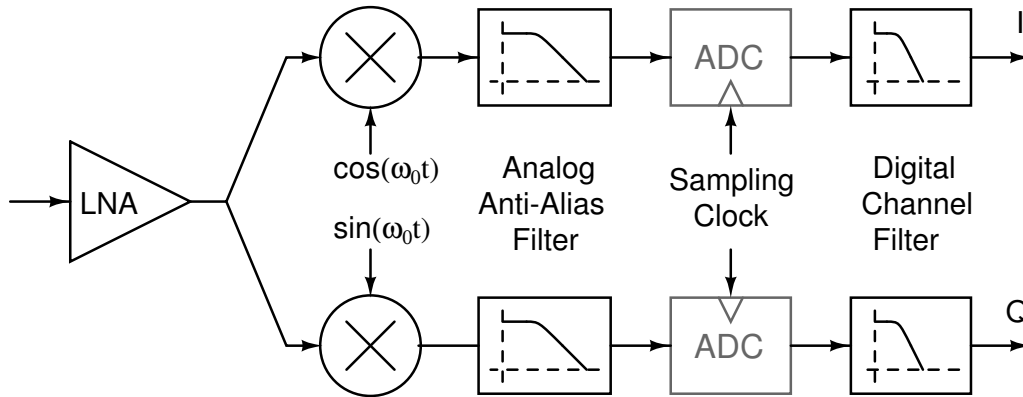 I
ADC
LNA
cos(ω₀t)
sin(ω₀t)
Analog
Anti-Alias
Filter
Sampling
Clock
Digital
Channel
Filter
Q
ADC